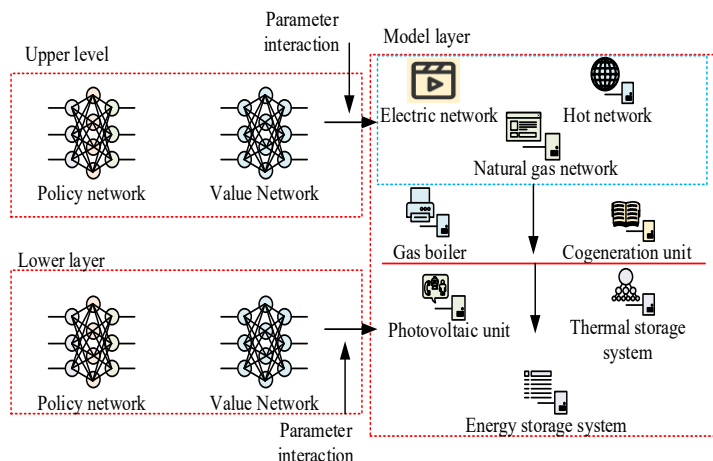 Parameter
interaction
Upper level
Policy network
Value Network
Model layer
Electric network
Hot network
Natural gas network
Gas boiler
Cogeneration unit
Lower layer
Policy network
Value Network
Parameter
interaction
Photovoltaic unit
Thermal storage
system
Energy storage system